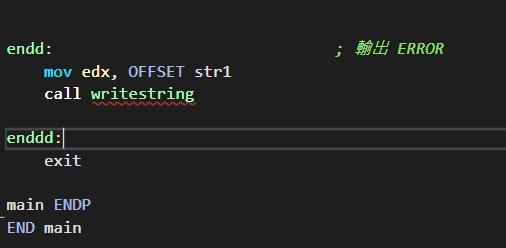 endd: ; 輸出 ERROR
mov edx, OFFSET str1
call writestring
enddd:
exit
main ENDP
END main